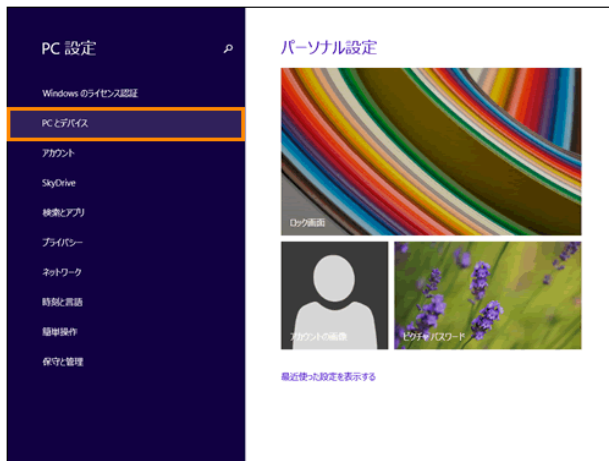 PC 設定
Windows のライセンス認証
PC とデバイス
アカウント
SkyDrive
検索とアプリ
プライバシー
ネットワーク
時刻と言語
簡単操作
保守と管理
パーソナル設定
ロック画面
アカウントの画像
ピクチャ パスワード
最近使った設定を表示する